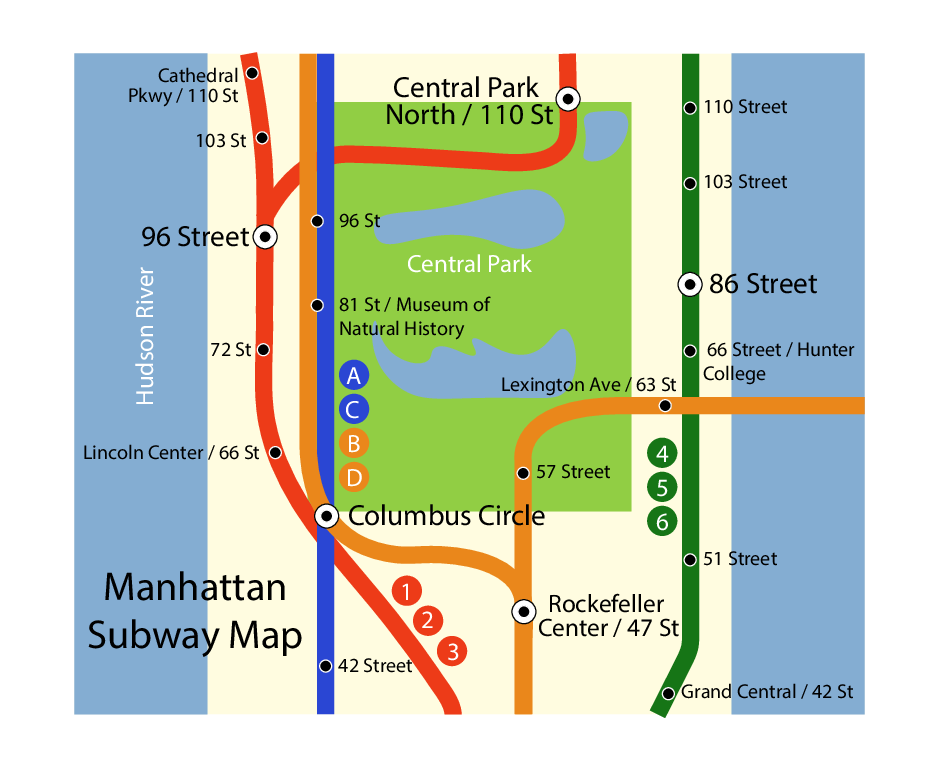 Cathedral
Pkwy / 110 St
Central Park
North / 110 St
110 Street
103 St
103 Street
96 St
96 Street
Central Park
86 Street
Hudson River
81 St / Museum of
Natural History
72 St
66 Street / Hunter
College
A
Lexington Ave / 63 St
C
B
Lincoln Center / 66 St
4
D
57 Street
5
Columbus Circle
6
51 Street
Manhattan
Subway Map
1
2
3
Rockefeller
Center / 47 St
42 Street
Grand Central / 42 St